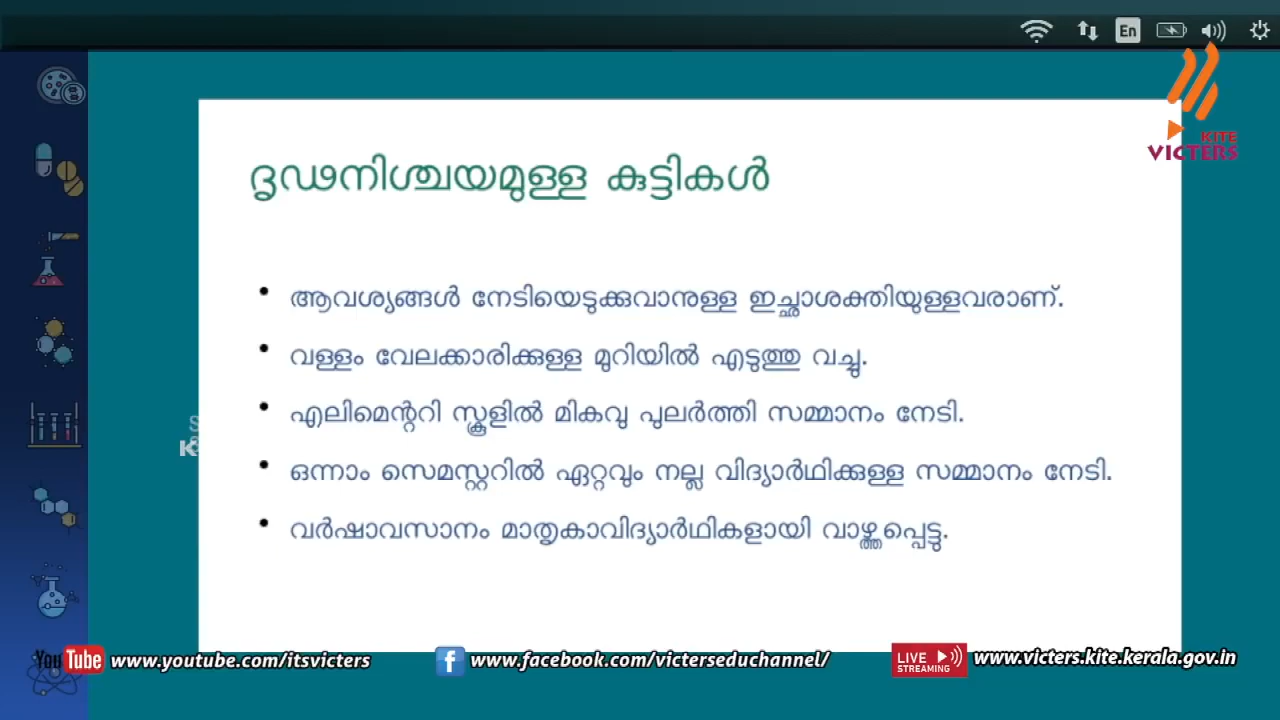 En
KITE
VICTERS
ദൃഢനിശ്ചയമുള്ള കുട്ടികൾ
• ആവശ്യങ്ങൾ നേടിയെടുക്കുവാനുള്ള ഇച്ഛാശക്തിയുള്ളവരാണ്.
• വള്ളം വേലക്കാരിക്കുള്ള മുറിയിൽ എടുത്തു വച്ചു.
• എലിമെന്ററി സ്കൂളിൽ മികവു പുലർത്തി സമ്മാനം നേടി.
• ഒന്നാം സെമസ്റ്ററിൽ ഏറ്റവും നല്ല വിദ്യാർഥിക്കുള്ള സമ്മാനം നേടി.
• വർഷാവസാനം മാതൃകാവിദ്യാർഥികളായി വാഴ്ത്തപ്പെട്ടു.
YouTube www.youtube.com/itsvicters
f www.facebook.com/victerseduchannel/
LIVE STREAMING www.victers.kite.kerala.gov.in